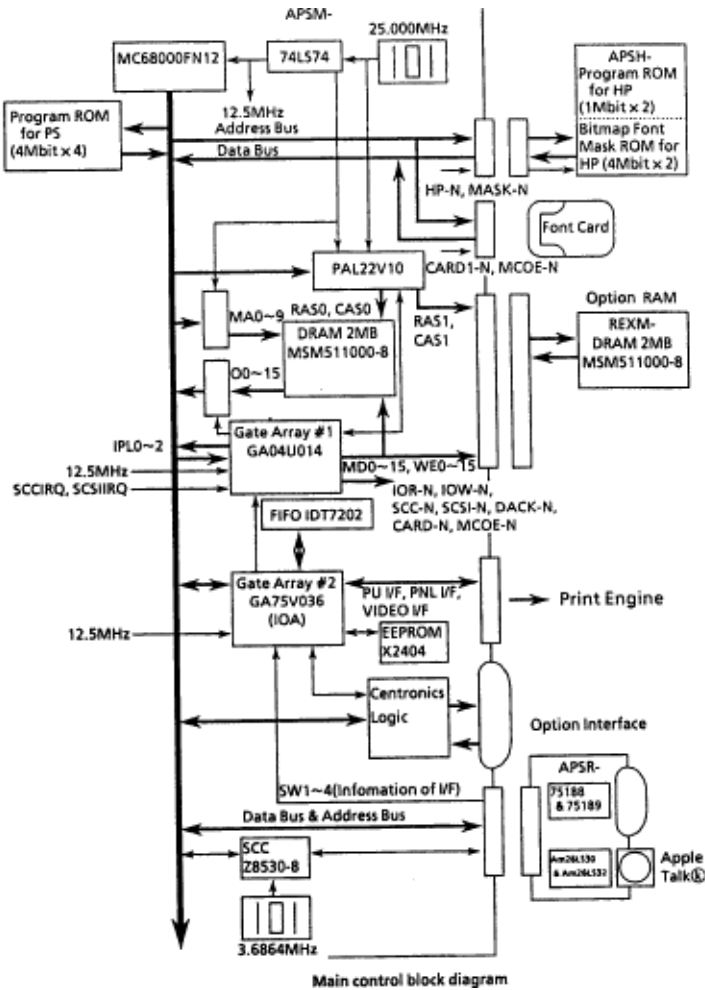 APSM-
MC68000FN12
74LS74
25.000MHz
12.5MHz
Address Bus
Data Bus
Program ROM
for PS
(4Mbit × 4)
APSH-
Program ROM
for HP
(1Mbit × 2)
Bitmap Font
Mask ROM for
HP (4Mbit × 2)
HP-N, MASK-N
Font Card
PAL22V10
CARD1-N, MCOE-N
MA0~9
RAS0, CAS0
RAS1,
CAS1
DRAM 2MB
MSM511000-8
Option RAM
REXM-
DRAM 2MB
MSM511000-8
O0~15
IPL0~2
Gate Array #1
GA04U014
12.5MHz
SCCIRQ, SCSIIRQ
MD0~15, WE0~15
IOR-N, IOW-N,
SCC-N, SCSI-N, DACK-N,
CARD-N, MCOE-N
FIFO IDT7202
Gate Array #2
GA75V036
(IOA)
12.5MHz
PU I/F, PNL I/F,
VIDEO I/F
Print Engine
EEPROM
X2404
Centronics
Logic
Option Interface
SW1~4(Infomation of I/F)
Data Bus & Address Bus
SCC
Z8530-8
3.6864MHz
APSR-
75188
& 75189
Am26LS30
& Am26LS32
Apple
Talk®
Main control block diagram